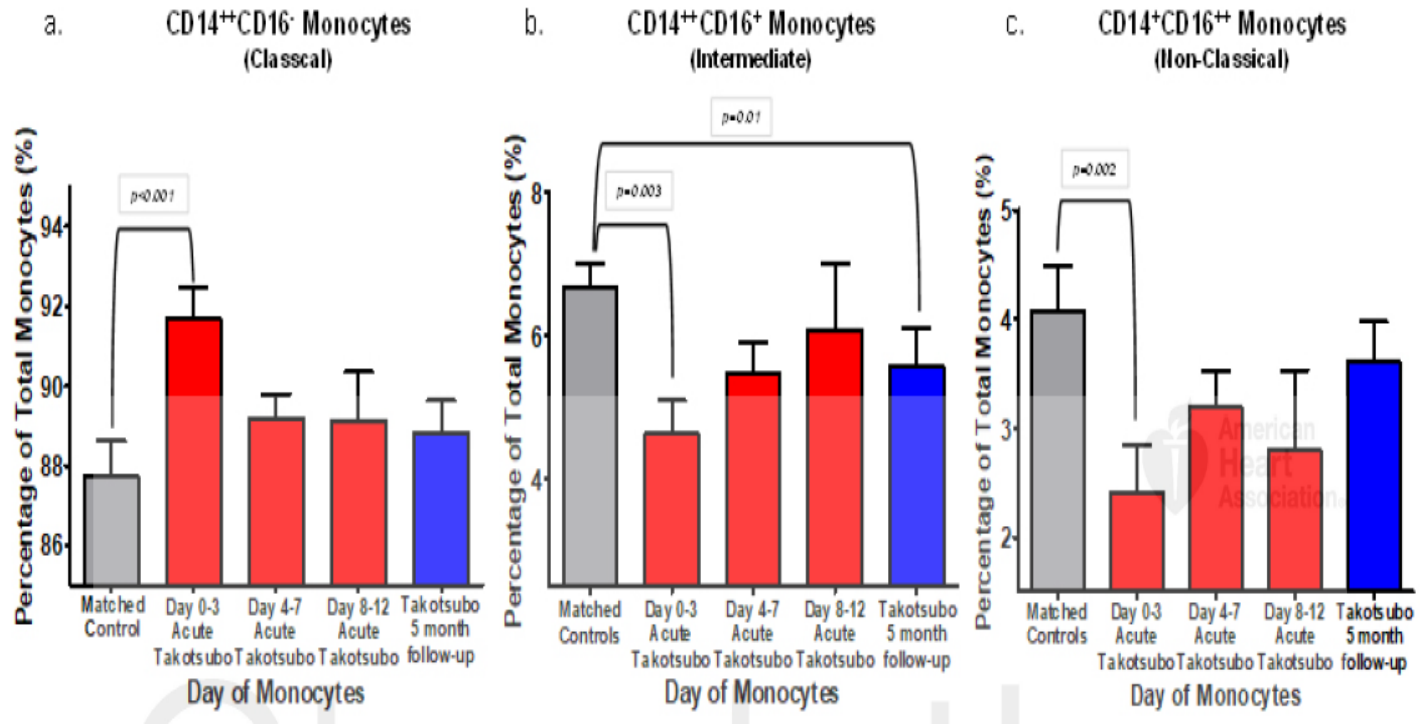 a.
CD14⁺⁺CD16⁻ Monocytes
(Classcal)
Percentage of Total Monocytes (%)
p<0.001
94
92
90
88
86
Matched
Control
Day 0-3
Acute
Takotsubo
Day 4-7
Acute
Takotsubo
Day 8-12
Acute
Takotsubo
Takotsubo
5 month
follow-up
Day of Monocytes
b.
CD14⁺⁺CD16⁺ Monocytes
(Intermediate)
Percentage of Total Monocytes (%)
p=0.01
p=0.003
8
6
4
Matched
Controls
Day 0-3
Acute
Takotsubo
Day 4-7
Acute
Takotsubo
Day 8-12
Acute
Takotsubo
Takotsubo
5 month
follow-up
Day of Monocytes
c.
CD14⁺CD16⁺⁺ Monocytes
(Non-Classical)
Percentage of Total Monocytes (%)
p=0.002
5
4
3
2
American
Heart
Association®
Matched
Controls
Day 0-3
Acute
Takotsubo
Day 4-7
Acute
Takotsubo
Day 8-12
Acute
Takotsubo
Takotsubo
5 month
follow-up
Day of Monocytes